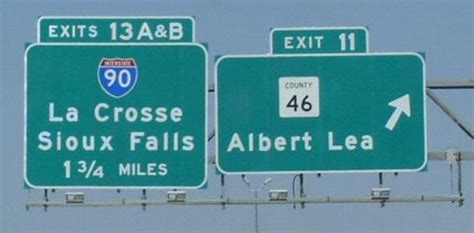 EXITS 13A&B
INTERSTATE
90
La Crosse
Sioux Falls
1 3/4 MILES
EXIT 11
COUNTY
46
Albert Lea